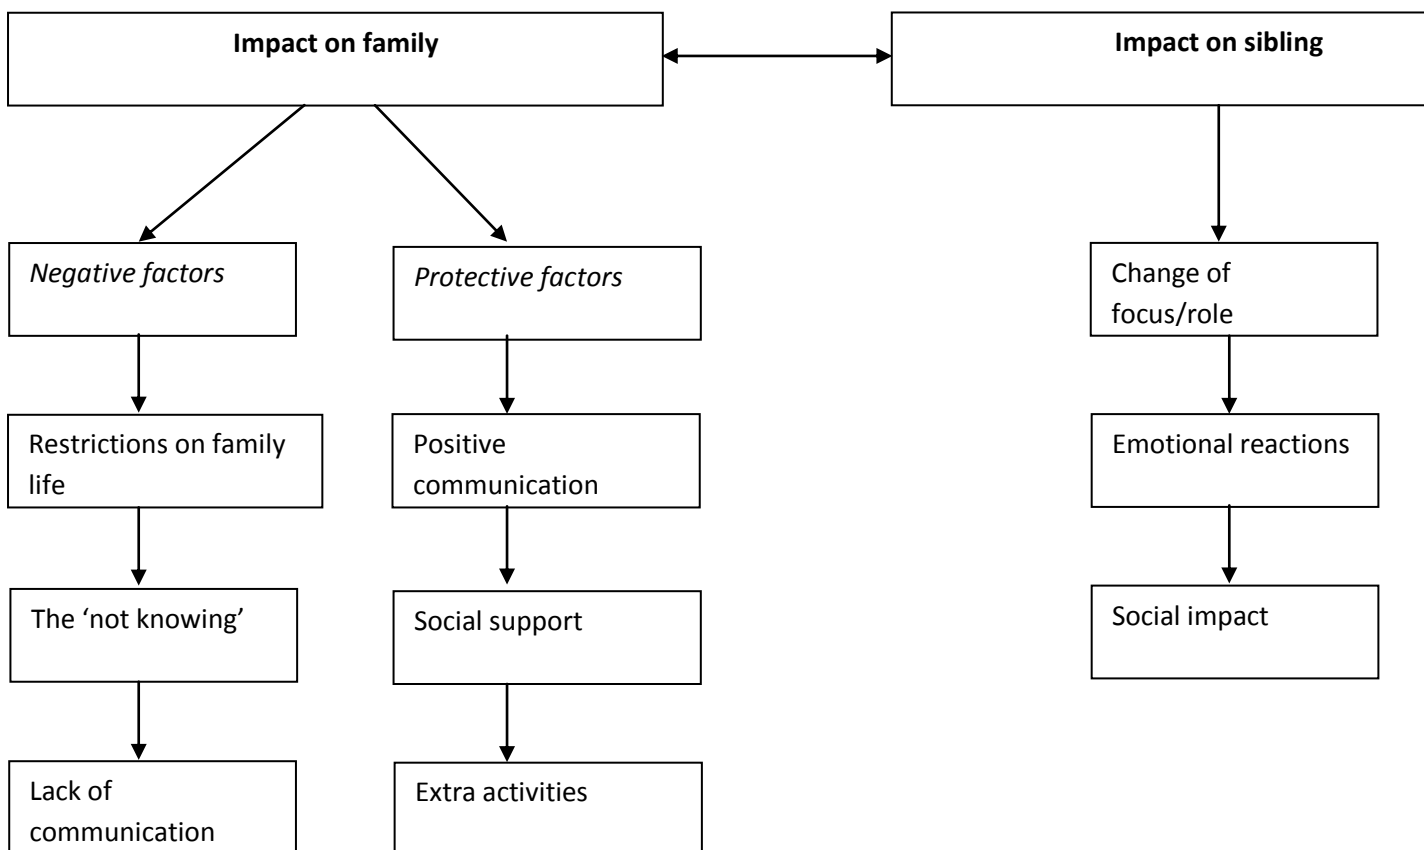 Impact on family
Impact on sibling
Negative factors
Protective factors
Change of
focus/role
Restrictions on family
life
Positive
communication
Emotional reactions
The ‘not knowing’
Social support
Social impact
Lack of
communication
Extra activities